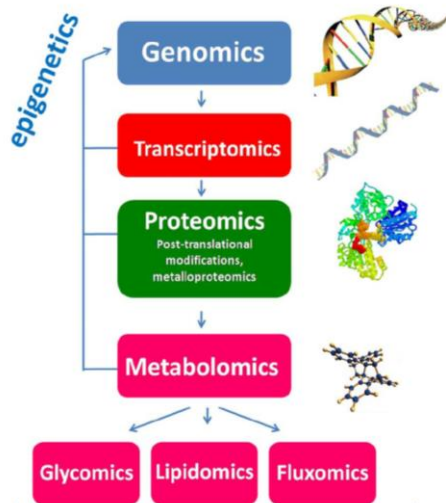 epigenetics
Genomics
Transcriptomics
Proteomics
Post-translational
modifications,
metalloproteomics
Metabolomics
Glycomics
Lipidomics
Fluxomics